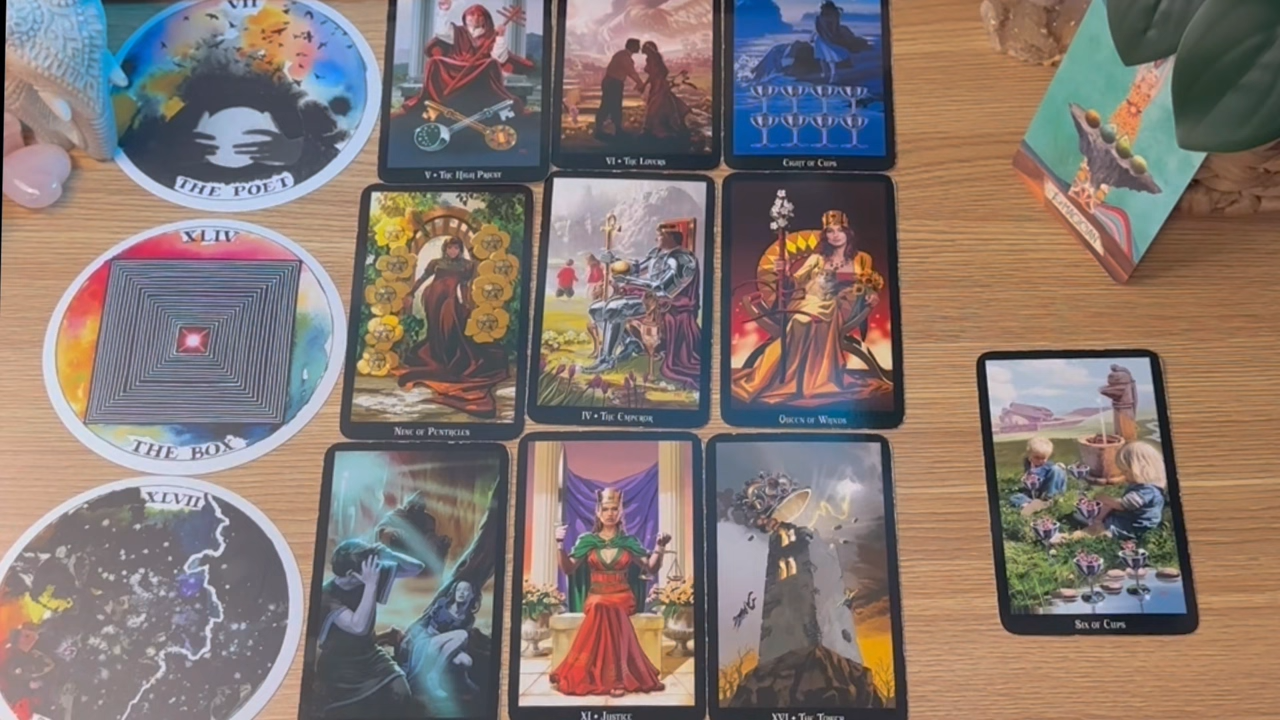 VII
THE POET
V • THE HIGH PRIEST
VI • THE LOVERS
EIGHT OF CUPS
I • MAGICIAN
XLIV
THE BOX
NINE OF PENTACLES
IV • THE EMPEROR
QUEEN OF WANDS
XLVII
XI • JUSTICE
XVI • THE TOWER
SIX OF CUPS